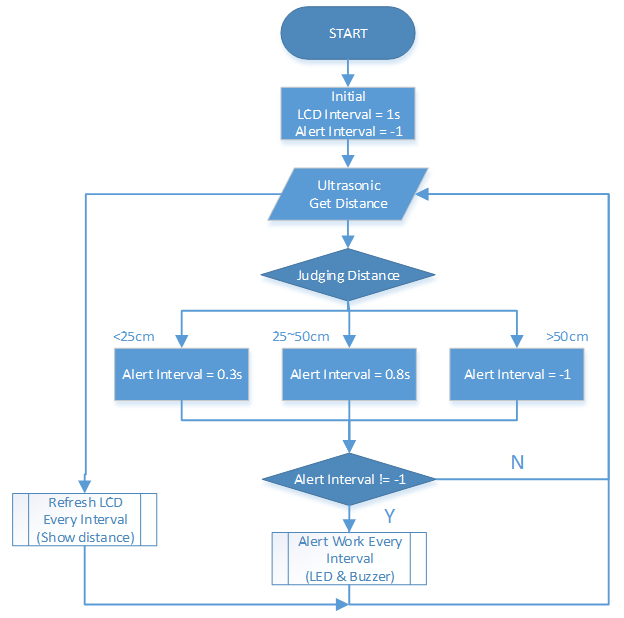 START
Initial
LCD Interval = 1s
Alert Interval = -1
Ultrasonic
Get Distance
Judging Distance
<25cm
25~50cm
>50cm
Alert Interval = 0.3s
Alert Interval = 0.8s
Alert Interval = -1
Alert Interval != -1
N
Y
Refresh LCD
Every Interval
(Show distance)
Alert Work Every
Interval
(LED & Buzzer)